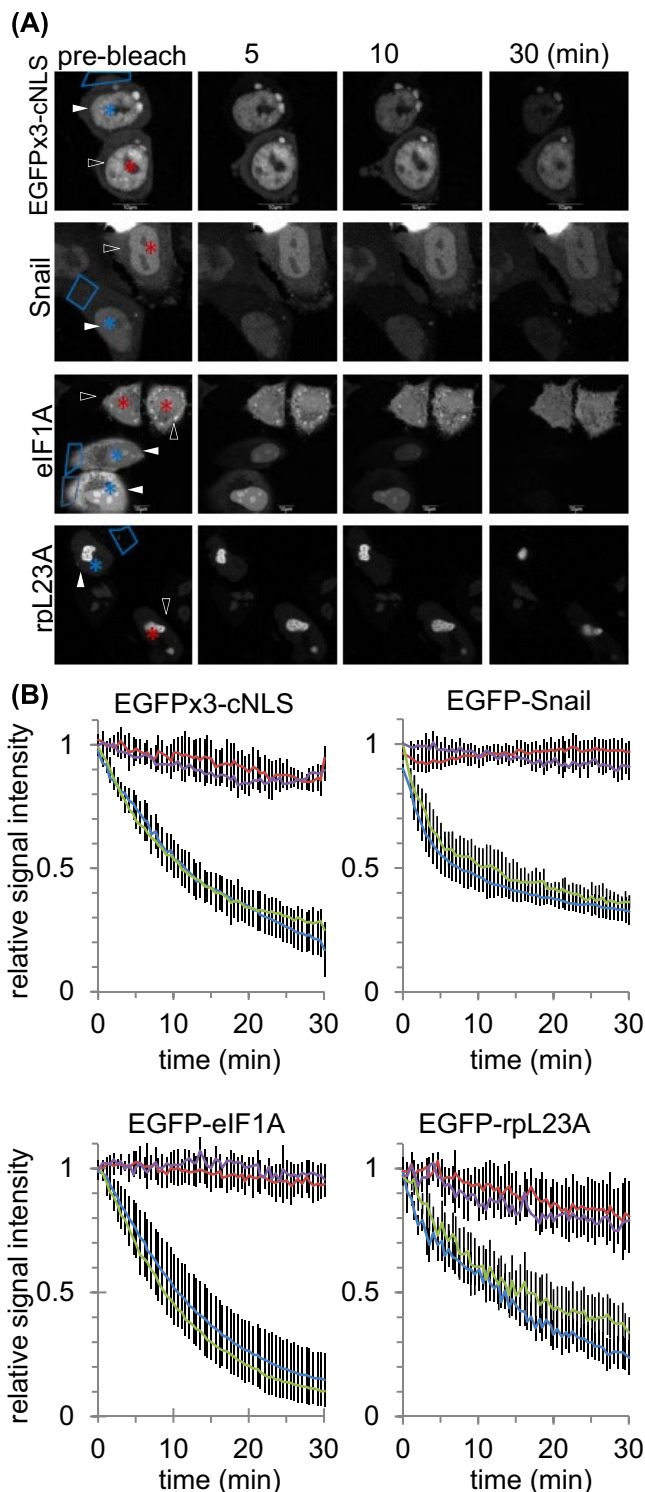 (A)
pre-bleach 5 10 30 (min)
EGFPx3-cNLS
Snail
eIF1A
rpL23A
(B)
EGFPx3-cNLS
relative signal intensity
1
0.5
0
0 10 20 30
time (min)
EGFP-Snail
1
0.5
0 10 20 30
time (min)
EGFP-eIF1A
relative signal intensity
1
0.5
0
0 10 20 30
time (min)
EGFP-rpL23A
1
0.5
0
0 10 20 30
time (min)